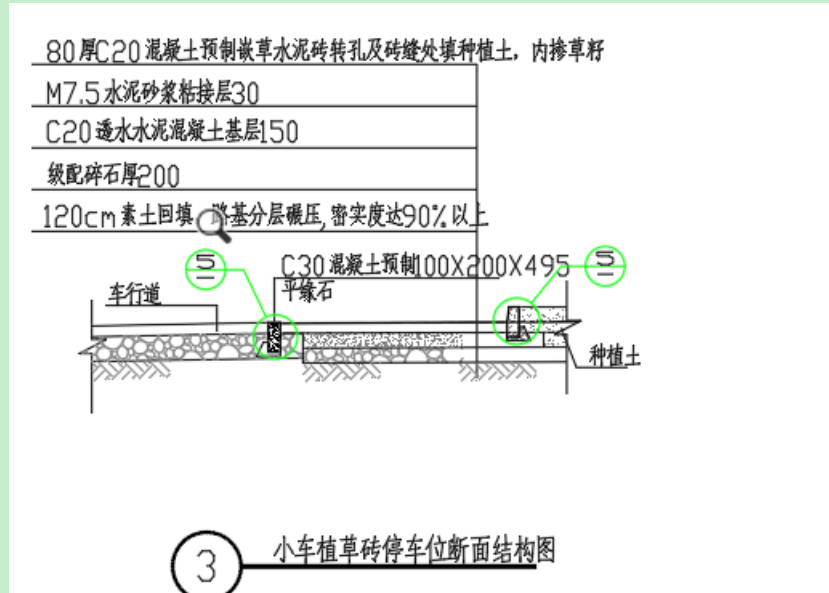 80厚C20混凝土预制嵌草水泥砖转孔及砖缝处填种植土，内掺草籽
M7.5水泥砂浆粘接层30
C20透水水泥混凝土基层150
级配碎石厚200
120cm素土回填 路基分层碾压,密实度达90%以上
5
C30混凝土预制100X200X495
5
平缘石
车行道
种植土
3
小车植草砖停车位断面结构图